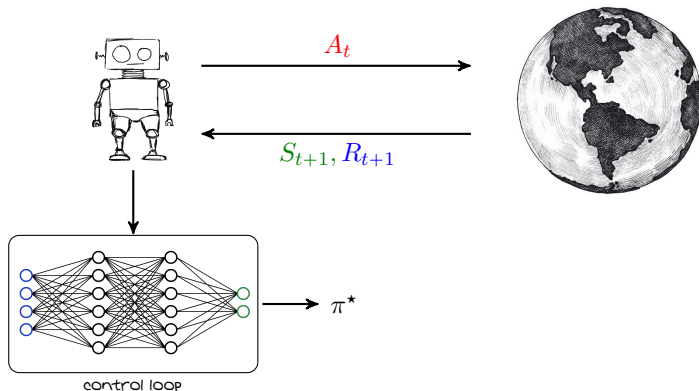 A_t
S_{t+1}, R_{t+1}
π^⋆
control loop